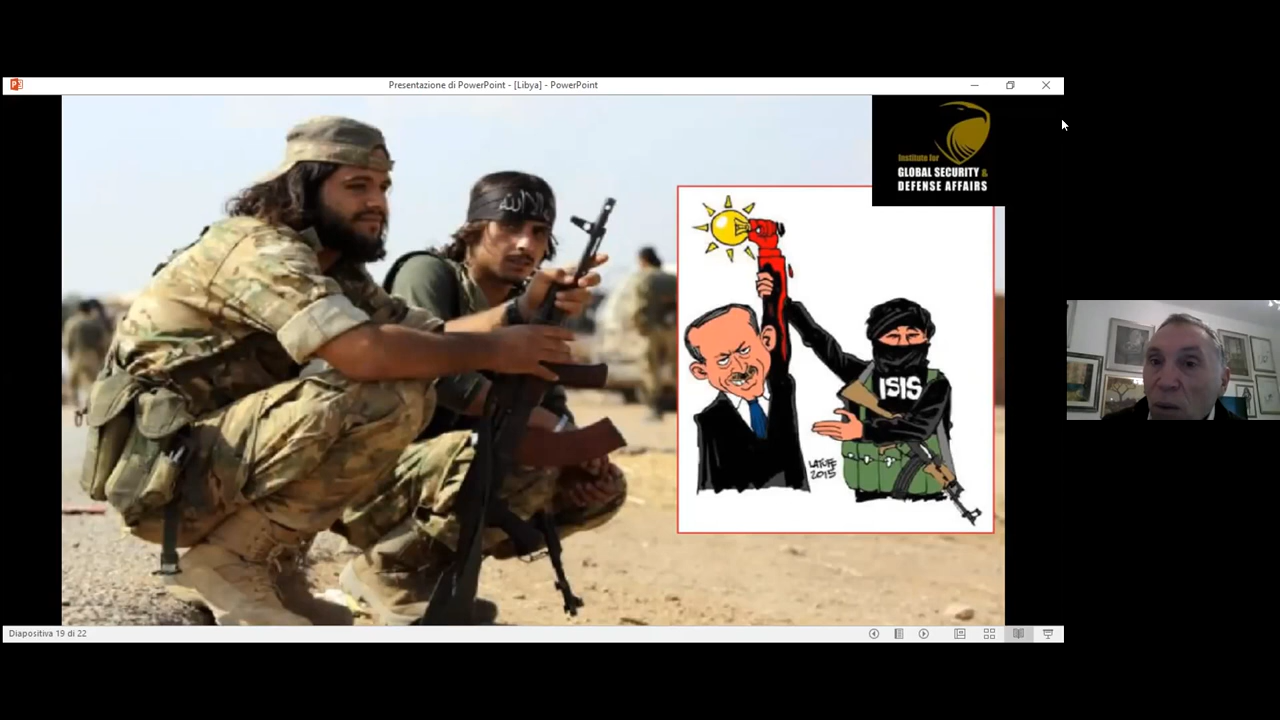 Presentazione di PowerPoint - [Libya] - PowerPoint
Institute for
GLOBAL SECURITY &
DEFENSE AFFAIRS
ISIS
LATUFF
2015
Diapositiva 19 di 22